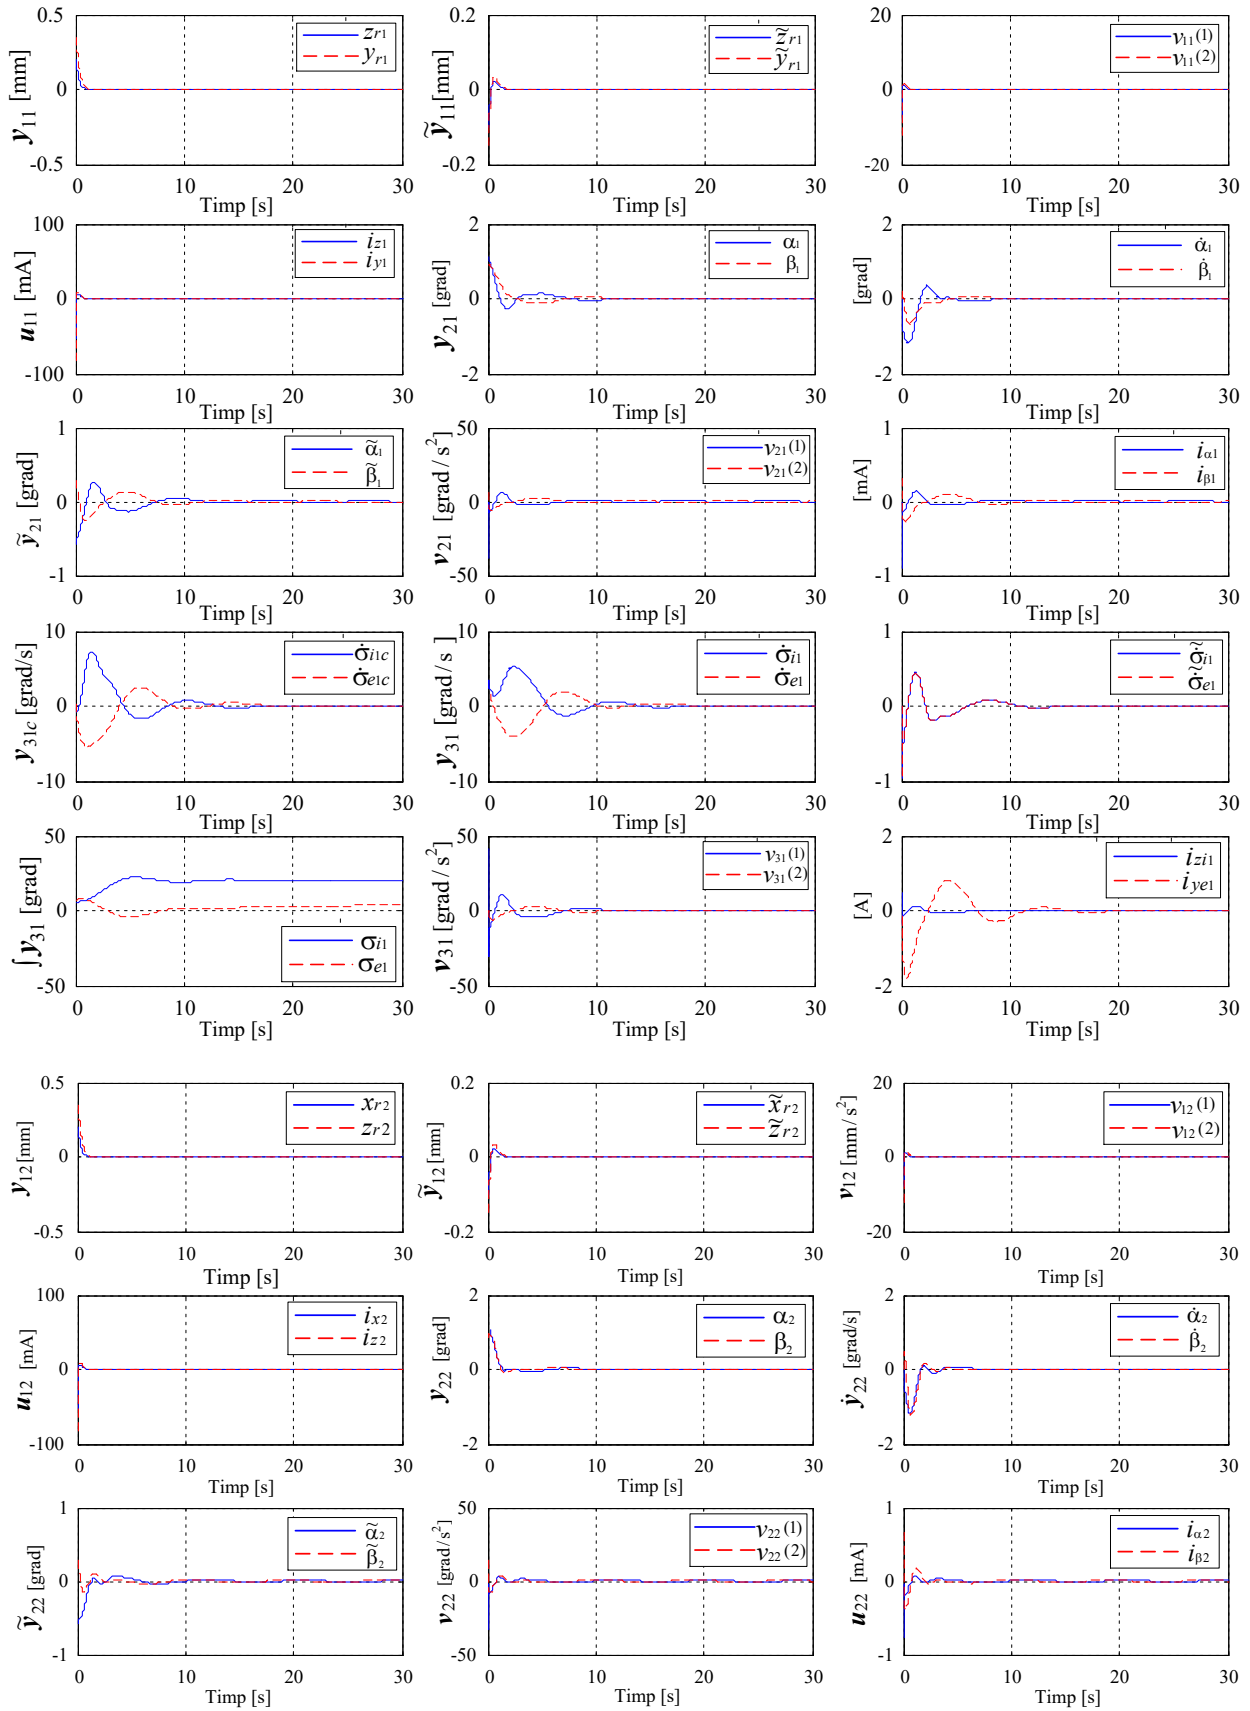 0.5 0 -0.5 y11 [mm] zr1 yr1 0 10 20 30 Timp [s]
0.2 0 -0.2 ỹ11[mm] z̃r1 ỹr1 0 10 20 30 Timp [s]
20 0 -20 v11(1) v11(2) 0 10 20 30 Timp [s]
100 0 -100 u11 [mA] iz1 iy1 0 10 20 30 Timp [s]
2 0 -2 y21 [grad] α1 β1 0 10 20 30 Timp [s]
2 0 -2 [grad] α̇1 β̇1 0 10 20 30 Timp [s]
1 0 -1 ỹ21 [grad] α̃1 β̃1 0 10 20 30 Timp [s]
50 0 -50 v21 [grad/s²] v21(1) v21(2) 0 10 20 30 Timp [s]
1 0 -1 [mA] iα1 iβ1 0 10 20 30 Timp [s]
10 0 -10 y31c [grad/s] σ̇i1c σ̇e1c 0 10 20 30 Timp [s]
10 0 -10 y31 [grad/s] σ̇i1 σ̇e1 0 10 20 30 Timp [s]
1 0 -1 σ̃̇i1 σ̃̇e1 0 10 20 30 Timp [s]
50 0 -50 ∫y31 [grad] σi1 σe1 0 10 20 30 Timp [s]
50 0 -50 v31 [grad/s²] v31(1) v31(2) 0 10 20 30 Timp [s]
2 0 -2 [A] izi1 iye1 0 10 20 30 Timp [s]
0.5 0 -0.5 y12[mm] xr2 zr2 0 10 20 30 Timp [s]
0.2 0 -0.2 ỹ12 [mm] x̃r2 z̃r2 0 10 20 30 Timp [s]
20 0 -20 v12 [mm/s²] v12(1) v12(2) 0 10 20 30 Timp [s]
100 0 -100 u12 [mA] ix2 iz2 0 10 20 30 Timp [s]
2 0 -2 y22 [grad] α2 β2 0 10 20 30 Timp [s]
2 0 -2 ẏ22 [grad/s] α̇2 β̇2 0 10 20 30 Timp [s]
1 0 -1 ỹ22 [grad] α̃2 β̃2 0 10 20 30 Timp [s]
50 0 -50 v22 [grad/s²] v22(1) v22(2) 0 10 20 30 Timp [s]
1 0 -1 u22 [mA] iα2 iβ2 0 10 20 30 Timp [s]